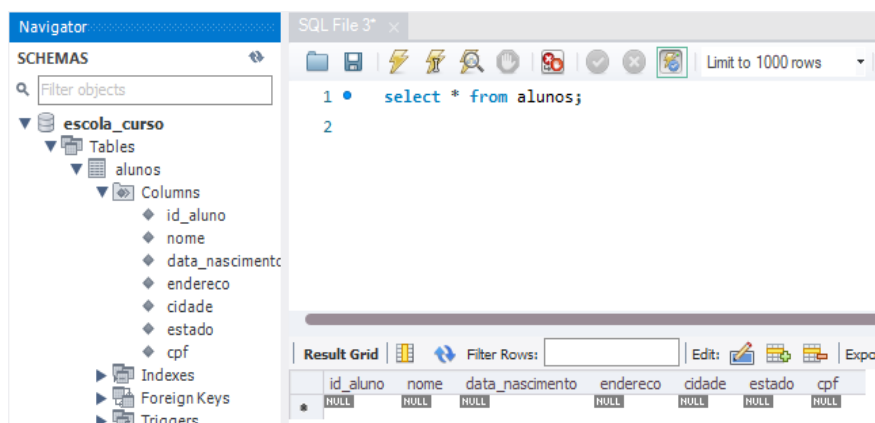 Navigator
SCHEMAS
Filter objects
escola_curso
Tables
alunos
Columns
id_aluno
nome
data_nascimento
endereco
cidade
estado
cpf
Indexes
Foreign Keys
Triggers
SQL File 3*
Limit to 1000 rows
1 select * from alunos;
2
Result Grid Filter Rows: Edit: Expo
id_aluno nome data_nascimento endereco cidade estado cpf
NULL NULL NULL NULL NULL NULL NULL